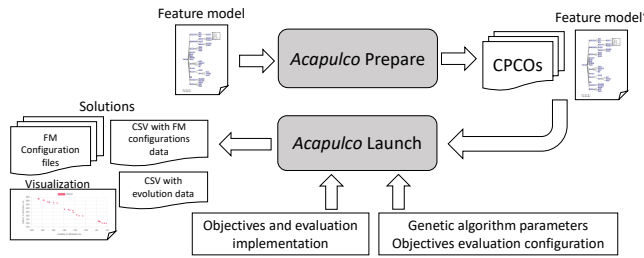 Feature model
Feature model'
Acapulco Prepare
CPCOs
Solutions
FM
Configuration
files
CSV with FM
configurations
data
Acapulco Launch
Visualization
CSV with
evolution data
Objectives and evaluation
implementation
Genetic algorithm parameters
Objectives evaluation configuration